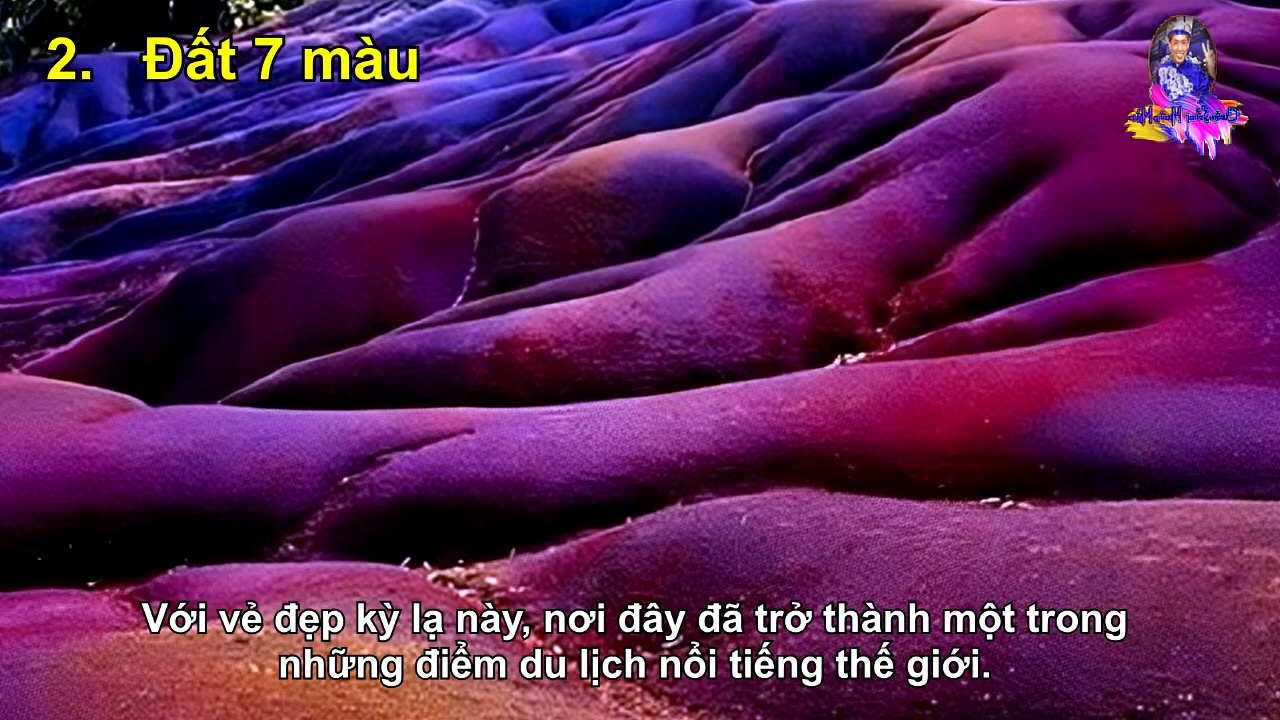 2. Đất 7 màu
Với vẻ đẹp kỳ lạ này, nơi đây đã trở thành một trong
những điểm du lịch nổi tiếng thế giới.